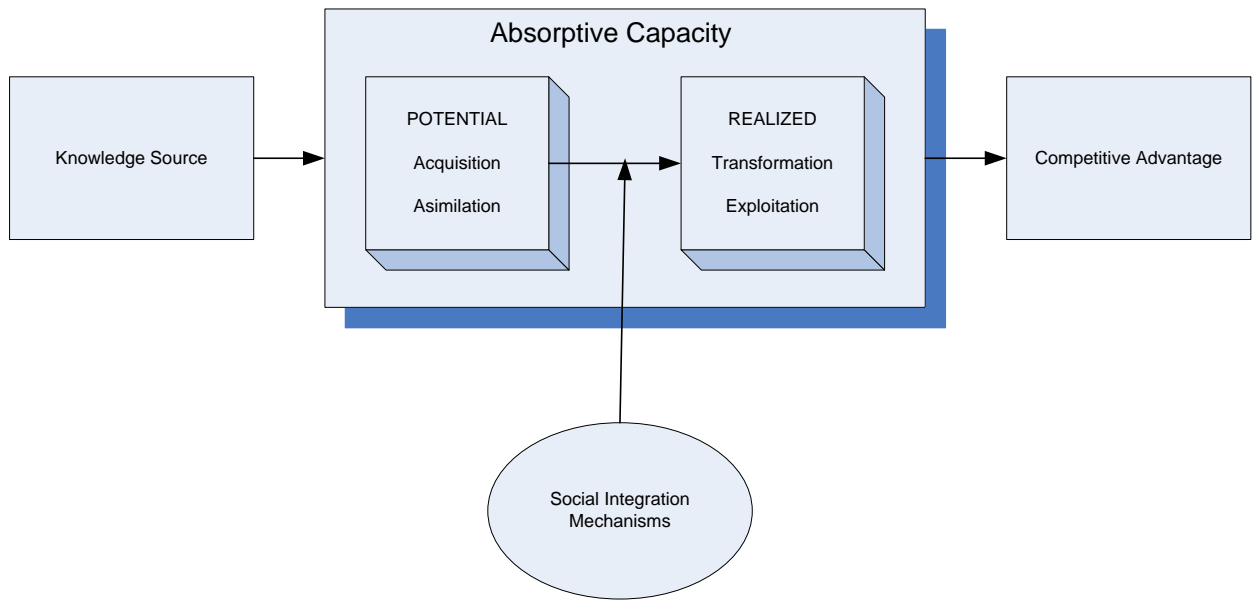 Absorptive Capacity
Knowledge Source
POTENTIAL
Acquisition
Asimilation
REALIZED
Transformation
Exploitation
Competitive Advantage
Social Integration
Mechanisms